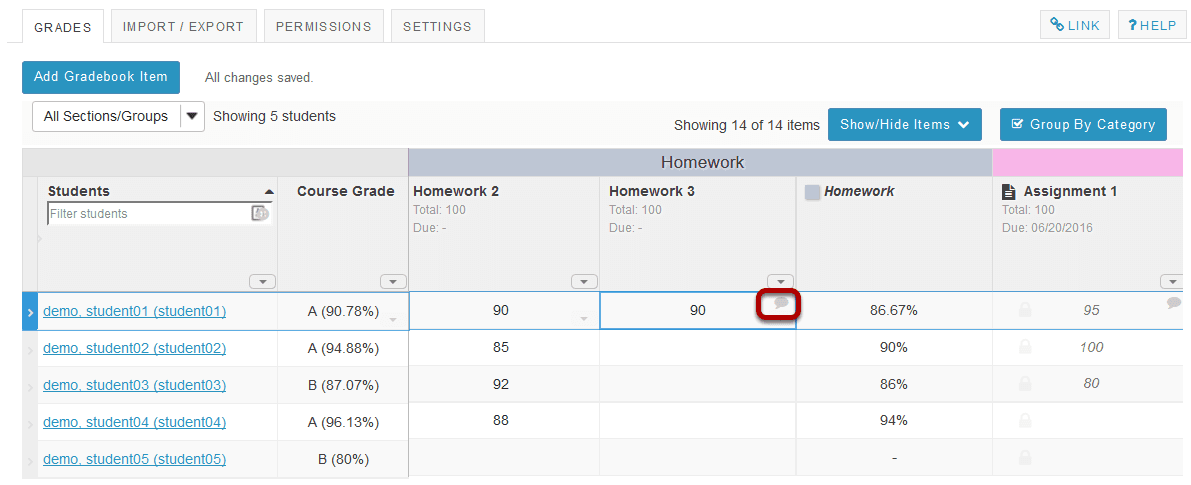 GRADES IMPORT / EXPORT PERMISSIONS SETTINGS LINK ? HELP
Add Gradebook Item All changes saved.
All Sections/Groups Showing 5 students
Showing 14 of 14 items Show/Hide Items Group By Category
Homework
Students Course Grade Homework 2 Homework 3 Homework Assignment 1
Filter students Total: 100 Total: 100 Total: 100
Due: - Due: - Due: 06/20/2016
demo, student01 (student01) A (90.78%) 90 90 86.67% 95
demo, student02 (student02) A (94.88%) 85 90% 100
demo, student03 (student03) B (87.07%) 92 86% 80
demo, student04 (student04) A (96.13%) 88 94%
demo, student05 (student05) B (80%) -